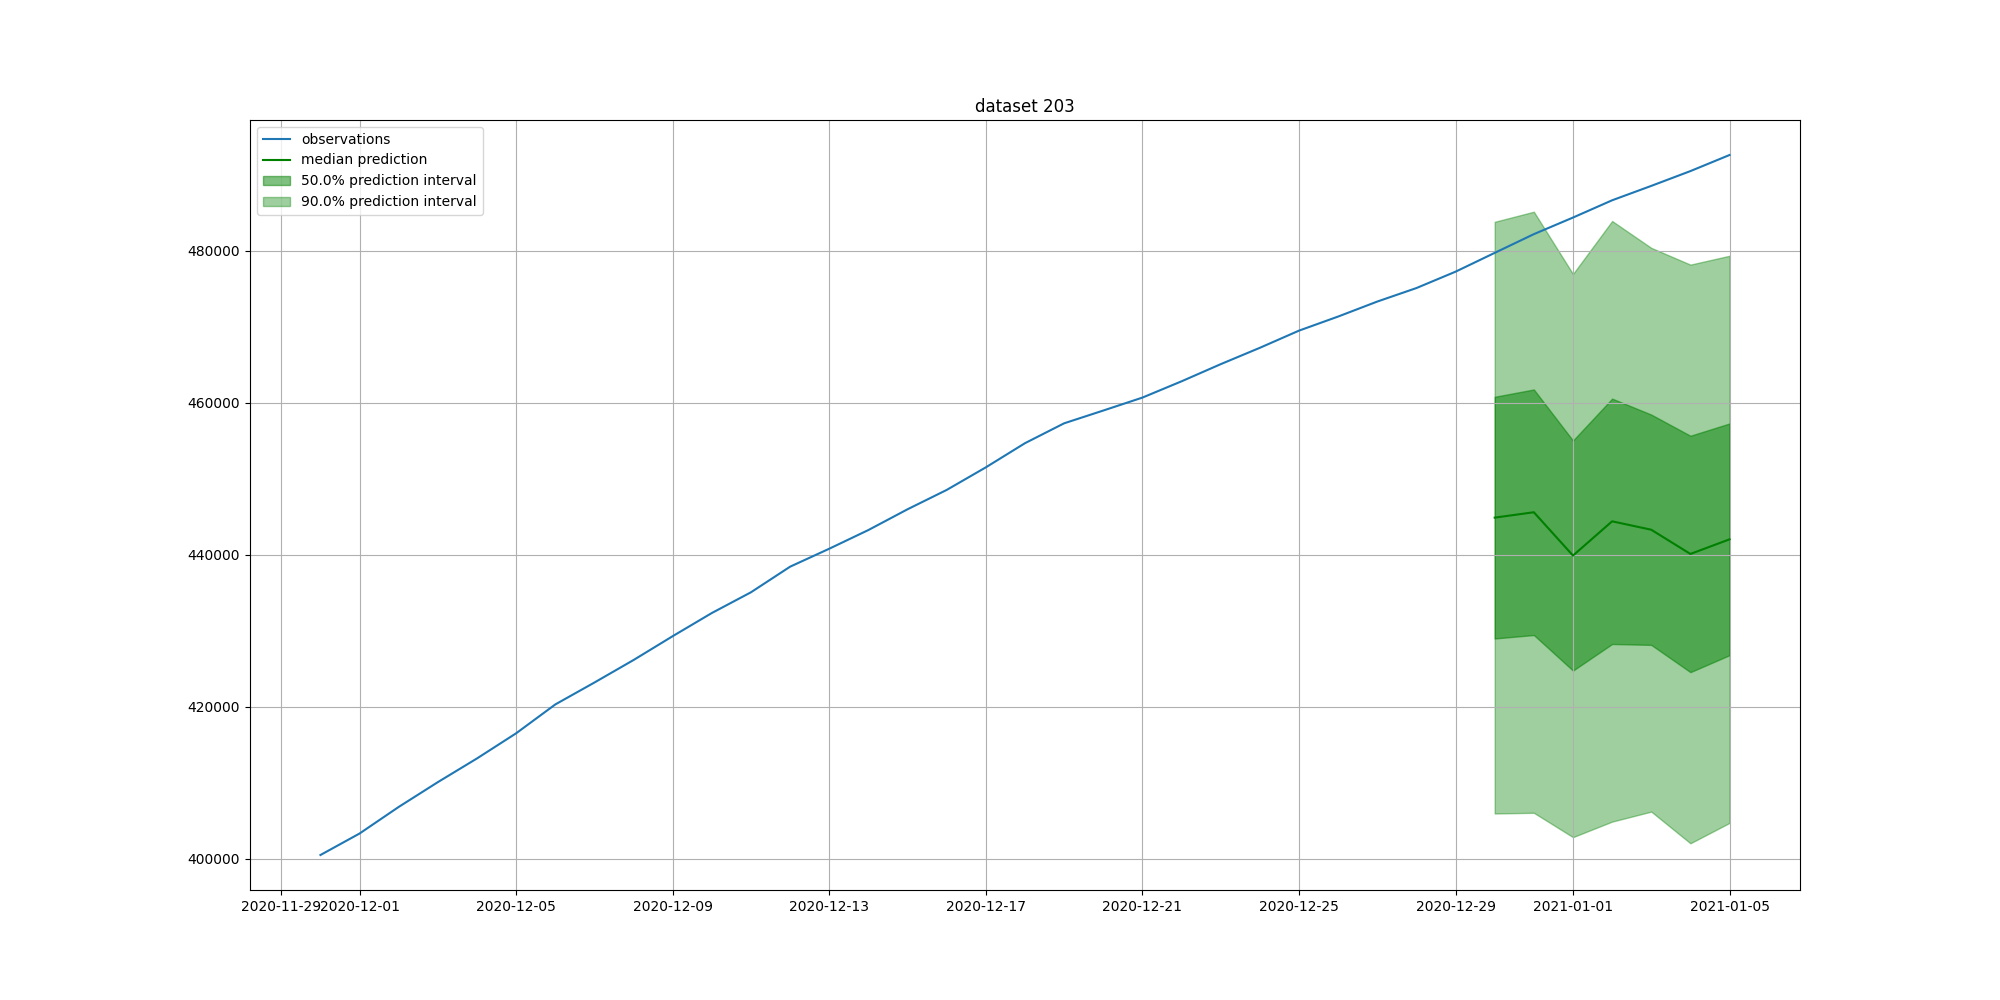 dataset 203
observations
median prediction
50.0% prediction interval
90.0% prediction interval
480000
460000
440000
420000
400000
2020-11-29 2020-12-01 2020-12-05 2020-12-09 2020-12-13 2020-12-17 2020-12-21 2020-12-25 2020-12-29 2021-01-01 2021-01-05